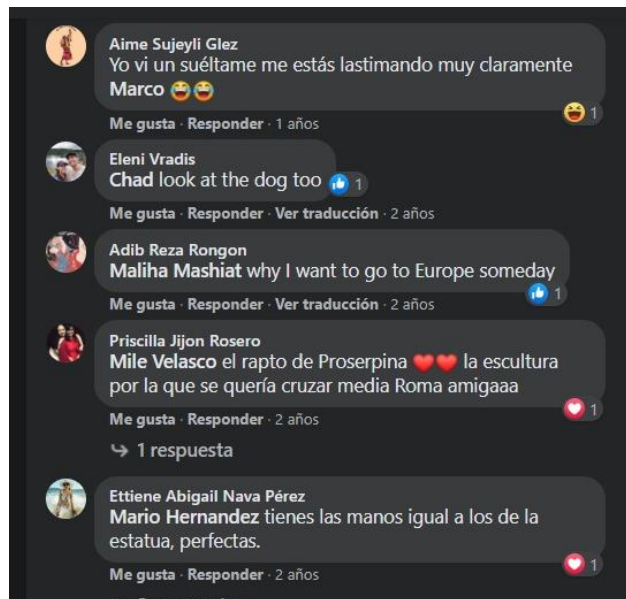 Aime Sujeyli Glez
Yo vi un suéltame me estás lastimando muy claramente
Marco 😂😂
1
Me gusta · Responder · 1 años
Eleni Vradis
Chad look at the dog too
1
Me gusta · Responder · Ver traducción · 2 años
Adib Reza Rongon
Maliha Mashiat why I want to go to Europe someday
1
Me gusta · Responder · Ver traducción · 2 años
Priscilla Jijon Rosero
Mile Velasco el rapto de Proserpina ❤️❤️ la escultura
por la que se quería cruzar media Roma amigaaa
1
Me gusta · Responder · 2 años
1 respuesta
Ettiene Abigail Nava Pérez
Mario Hernandez tienes las manos igual a los de la
estatua, perfectas.
1
Me gusta · Responder · 2 años